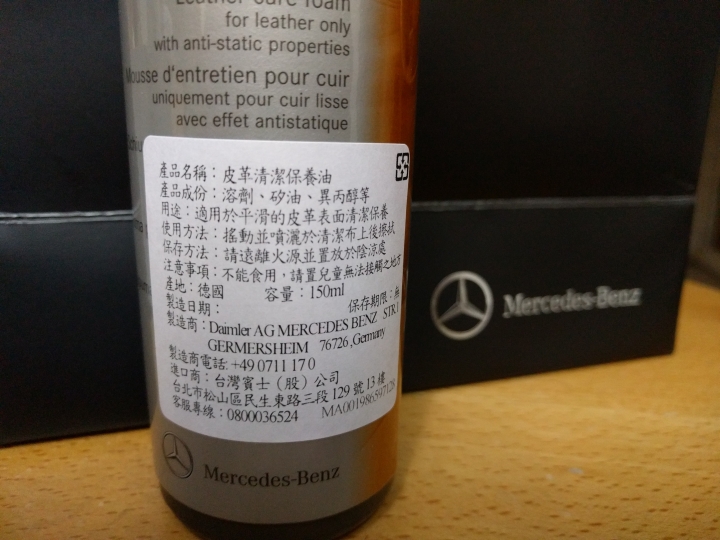 Leather care foam
for leather only
with anti-static properties
Mousse d'entretien pour cuir
uniquement pour cuir lisse
avec effet antistatique
產品名稱：皮革清潔保養油
產品成份：溶劑、矽油、異丙醇等
用途：適用於平滑的皮革表面清潔保養
使用方法：搖動並噴灑於清潔布上後擦拭
保存方法：請遠離火源並置放於陰涼處
注意事項：不能食用，請置兒童無法接觸之地方
產地：德國 容量：150ml
製造日期： 保存期限：無
製造商：Daimler AG MERCEDES BENZ STR.1
GERMERSHEIM 76726 ,Germany
製造商電話: +49 0711 17 0
進口商：台灣賓士（股）公司
台北市松山區民生東路三段 129 號 13 樓
客服專線：0800036524 MA001986597128
Mercedes-Benz
Mercedes-Benz